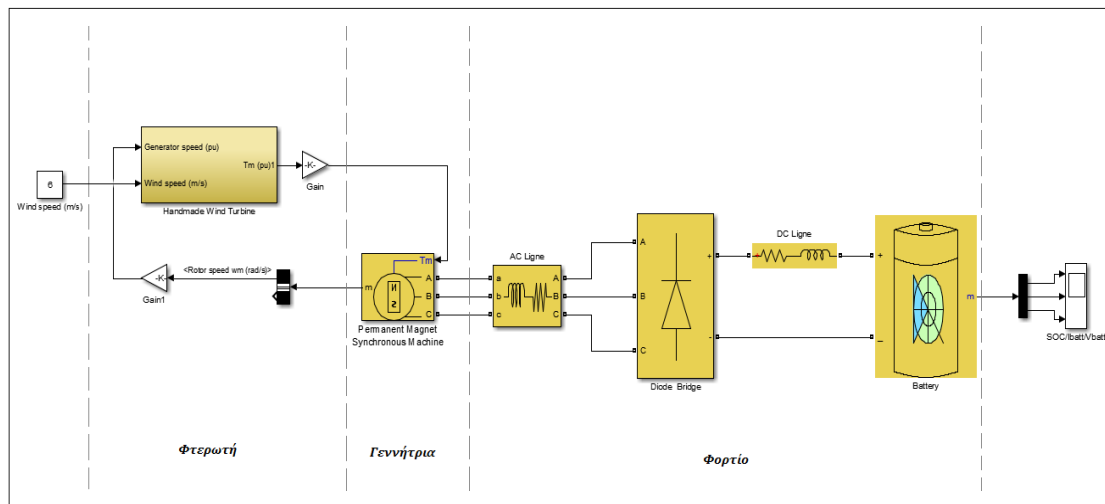 Generator speed (pu)
Tm (pu)1
Wind speed (m/s)
Handmade Wind Turbine
-K-
Gain
6
Wind speed (m/s)
-K-
Gain1
<Rotor speed wm (rad/s)>
Tm
m
A
B
C
N
S
Permanent Magnet
Synchronous Machine
AC Ligne
a
b
c
A
B
C
A
B
C
+
-
Diode Bridge
DC Ligne
+
+
_
m
Battery
SOC/Ibatt/Vbatt
Φτερωτή
Γεννήτρια
Φορτίο